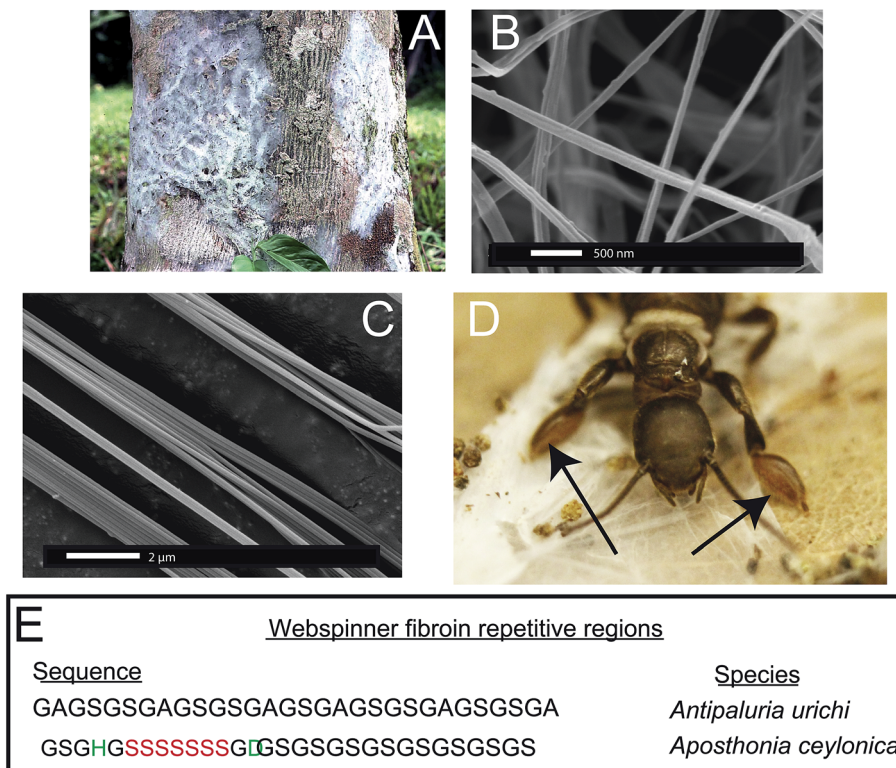 A
B
500 nm
C
2 µm
D
E
Webspinner fibroin repetitive regions
Sequence
Species
GAGSGSGAGSGSGAGSGAGSGSGAGSGSGA
Antipaluria urichi
GSGHGSSSSSSSGDGSGSGSGSGSGSGS
Aposthonia ceylonica